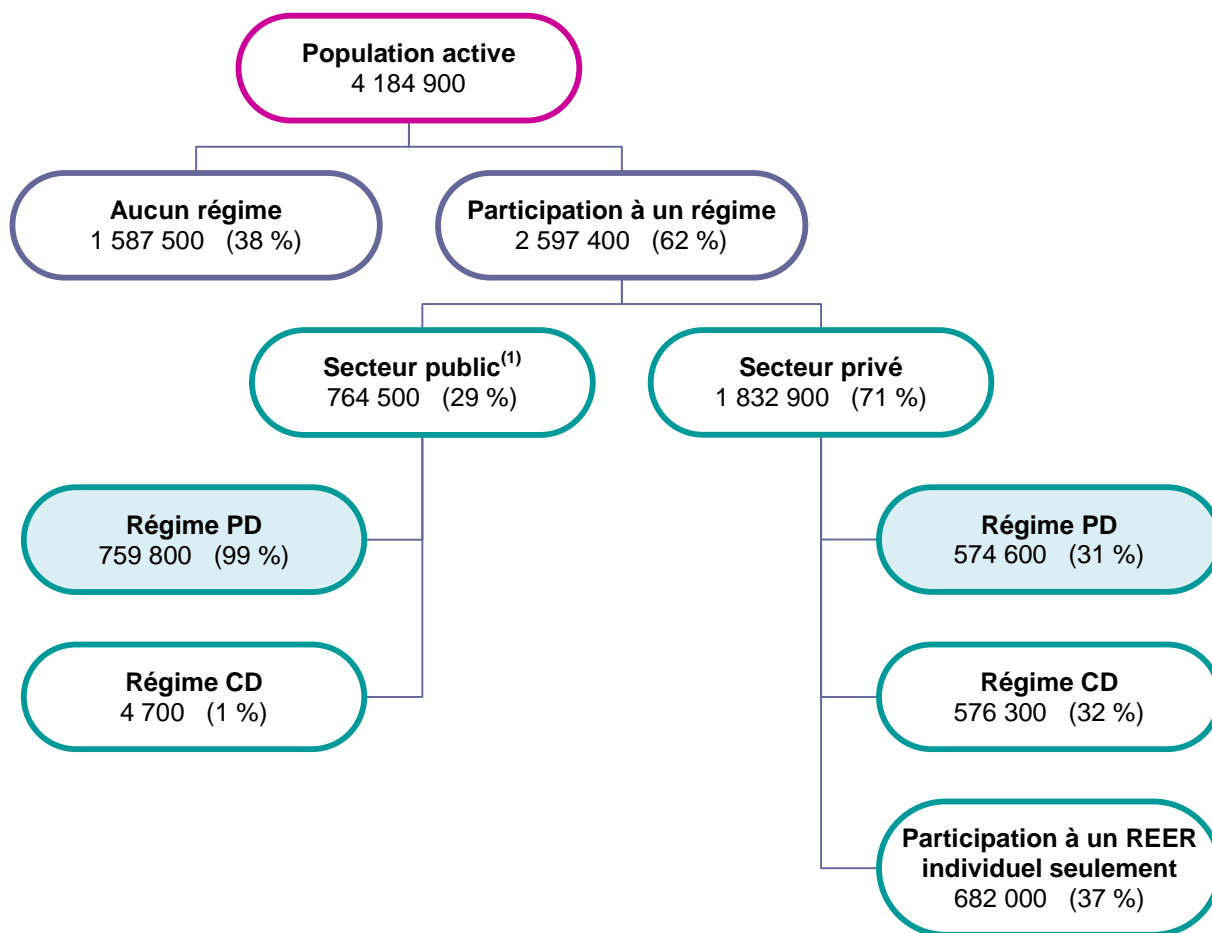 Population active
4 184 900
Aucun régime
1 587 500 (38 %)
Participation à un régime
2 597 400 (62 %)
Secteur public(1)
764 500 (29 %)
Secteur privé
1 832 900 (71 %)
Régime PD
759 800 (99 %)
Régime PD
574 600 (31 %)
Régime CD
4 700 (1 %)
Régime CD
576 300 (32 %)
Participation à un REER
individuel seulement
682 000 (37 %)